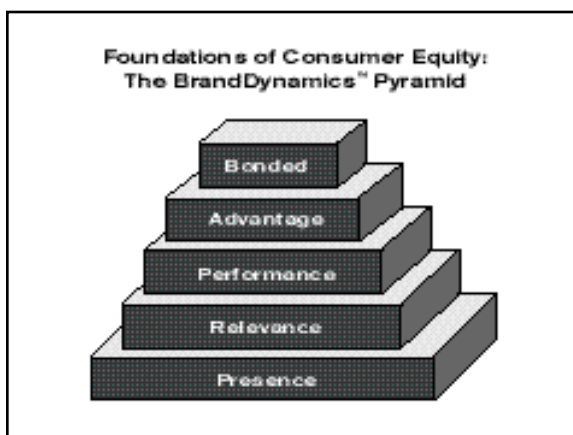 Foundations of Consumer Equity:
The BrandDynamics™ Pyramid
Bonded
Advantage
Performance
Relevance
Presence